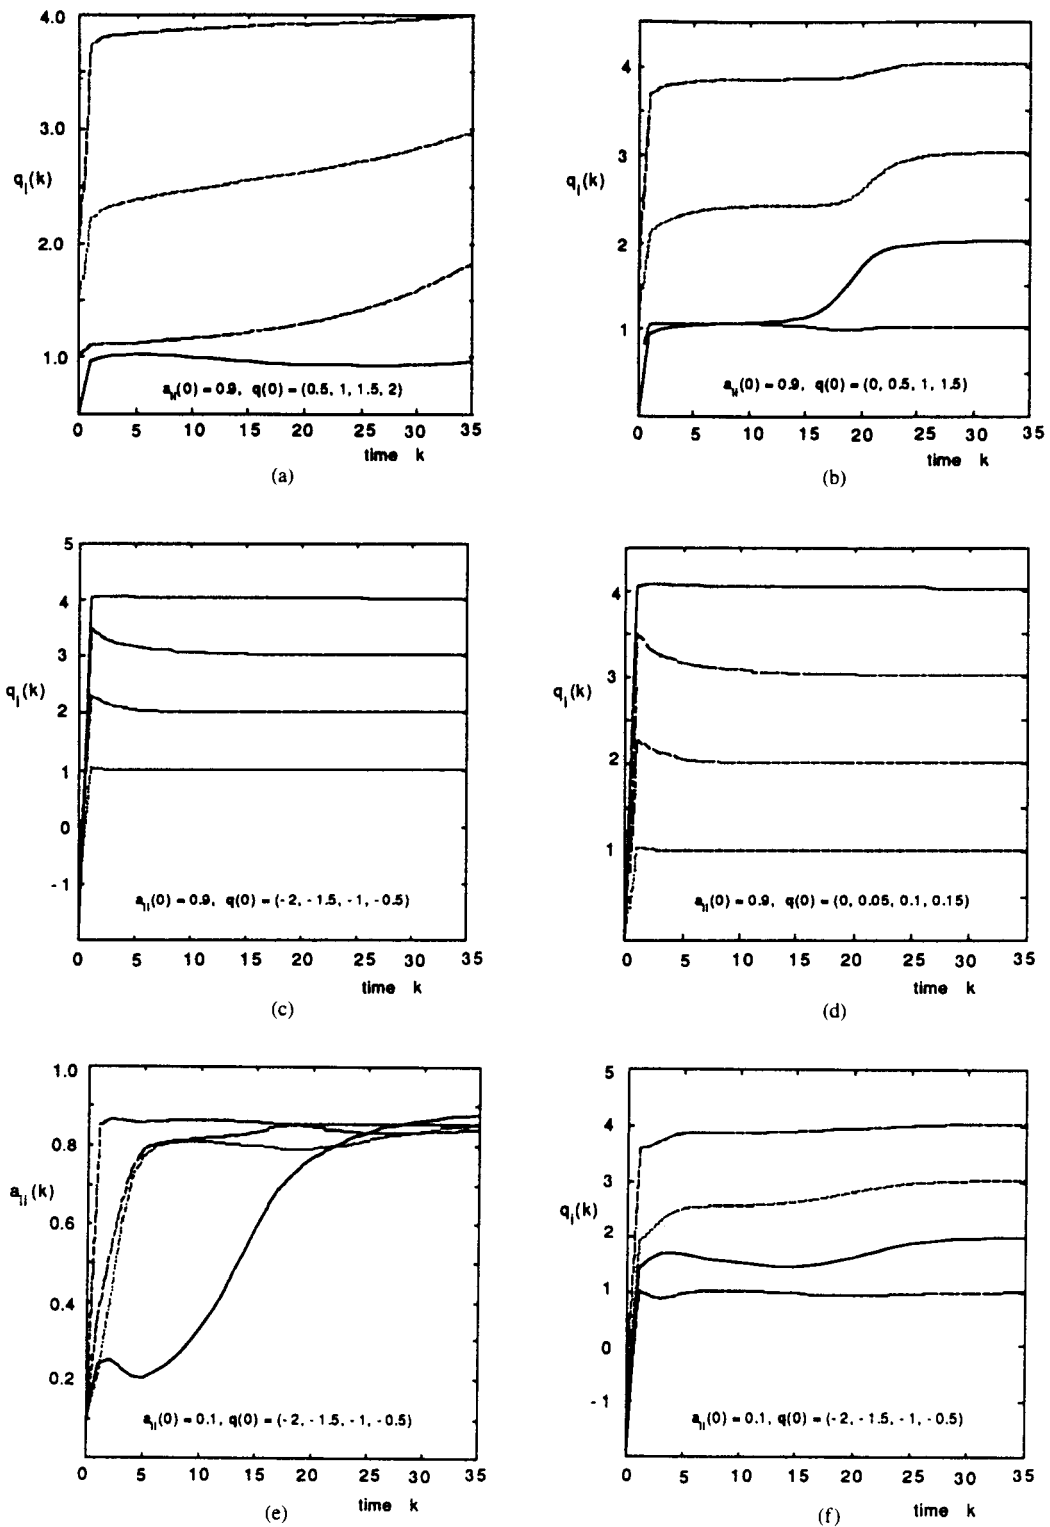 4.0
3.0
q_i(k)
2.0
1.0
a_ii(0) = 0.9, q(0) = (0.5, 1, 1.5, 2)
0 5 10 15 20 25 30 35
time k
(a)
4
3
q_i(k)
2
1
a_ii(0) = 0.9, q(0) = (0, 0.5, 1, 1.5)
0 5 10 15 20 25 30 35
time k
(b)
5
4
3
q_i(k)
2
1
0
-1
a_ii(0) = 0.9, q(0) = (-2, -1.5, -1, -0.5)
0 5 10 15 20 25 30 35
time k
(c)
4
3
q_i(k)
2
1
a_ii(0) = 0.9, q(0) = (0, 0.05, 0.1, 0.15)
0 5 10 15 20 25 30 35
time k
(d)
1.0
0.8
a_ii(k)
0.6
0.4
0.2
a_ii(0) = 0.1, q(0) = (-2, -1.5, -1, -0.5)
0 5 10 15 20 25 30 35
time k
(e)
5
4
3
q_i(k)
2
1
0
-1
a_ii(0) = 0.1, q(0) = (-2, -1.5, -1, -0.5)
0 5 10 15 20 25 30 35
time k
(f)